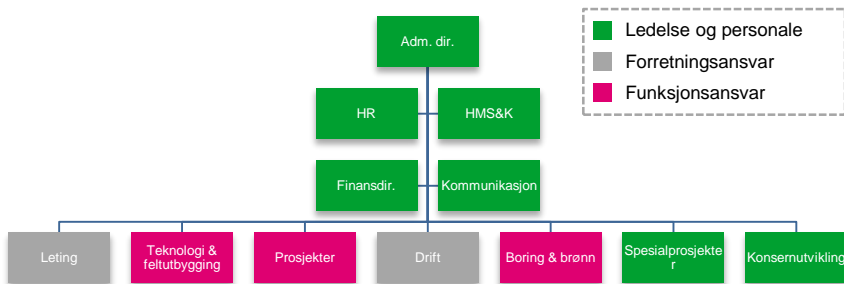 Adm. dir.
Ledelse og personale
Forretningsansvar
Funksjonsansvar
HR
HMS&K
Finansdir.
Kommunikasjon
Leting
Teknologi &
feltutbygging
Prosjekter
Drift
Boring & brønn
Spesialprosjekte
r
Konsernutvikling